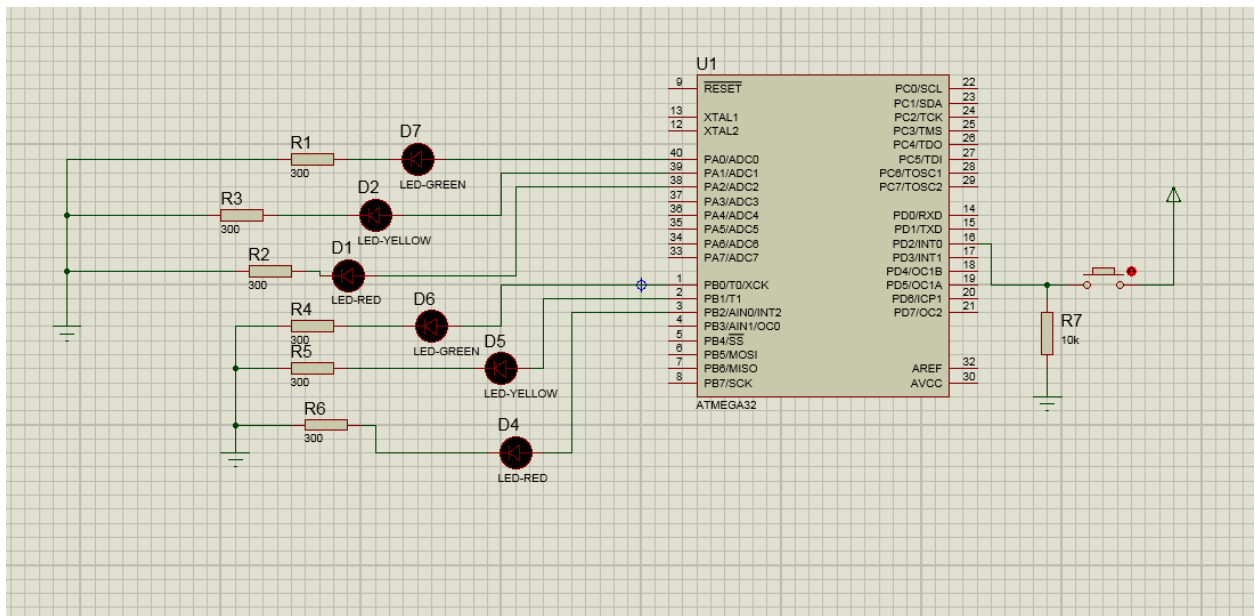 U1
9
RESET
13
XTAL1
12
XTAL2
40
PA0/ADC0
39
PA1/ADC1
38
PA2/ADC2
37
PA3/ADC3
36
PA4/ADC4
35
PA5/ADC5
34
PA6/ADC6
33
PA7/ADC7
1
PB0/T0/XCK
2
PB1/T1
3
PB2/AIN0/INT2
4
PB3/AIN1/OC0
5
PB4/SS
6
PB5/MOSI
7
PB6/MISO
8
PB7/SCK
PC0/SCL
22
PC1/SDA
23
PC2/TCK
24
PC3/TMS
25
PC4/TDO
26
PC5/TDI
27
PC6/TOSC1
28
PC7/TOSC2
29
PD0/RXD
14
PD1/TXD
15
PD2/INT0
16
PD3/INT1
17
PD4/OC1B
18
PD5/OC1A
19
PD6/ICP1
20
PD7/OC2
21
AREF
32
AVCC
30
ATMEGA32
R1
300
D7
LED-GREEN
R3
300
D2
LED-YELLOW
R2
300
D1
LED-RED
R4
300
D6
LED-GREEN
R5
300
D5
LED-YELLOW
R6
300
D4
LED-RED
R7
10k